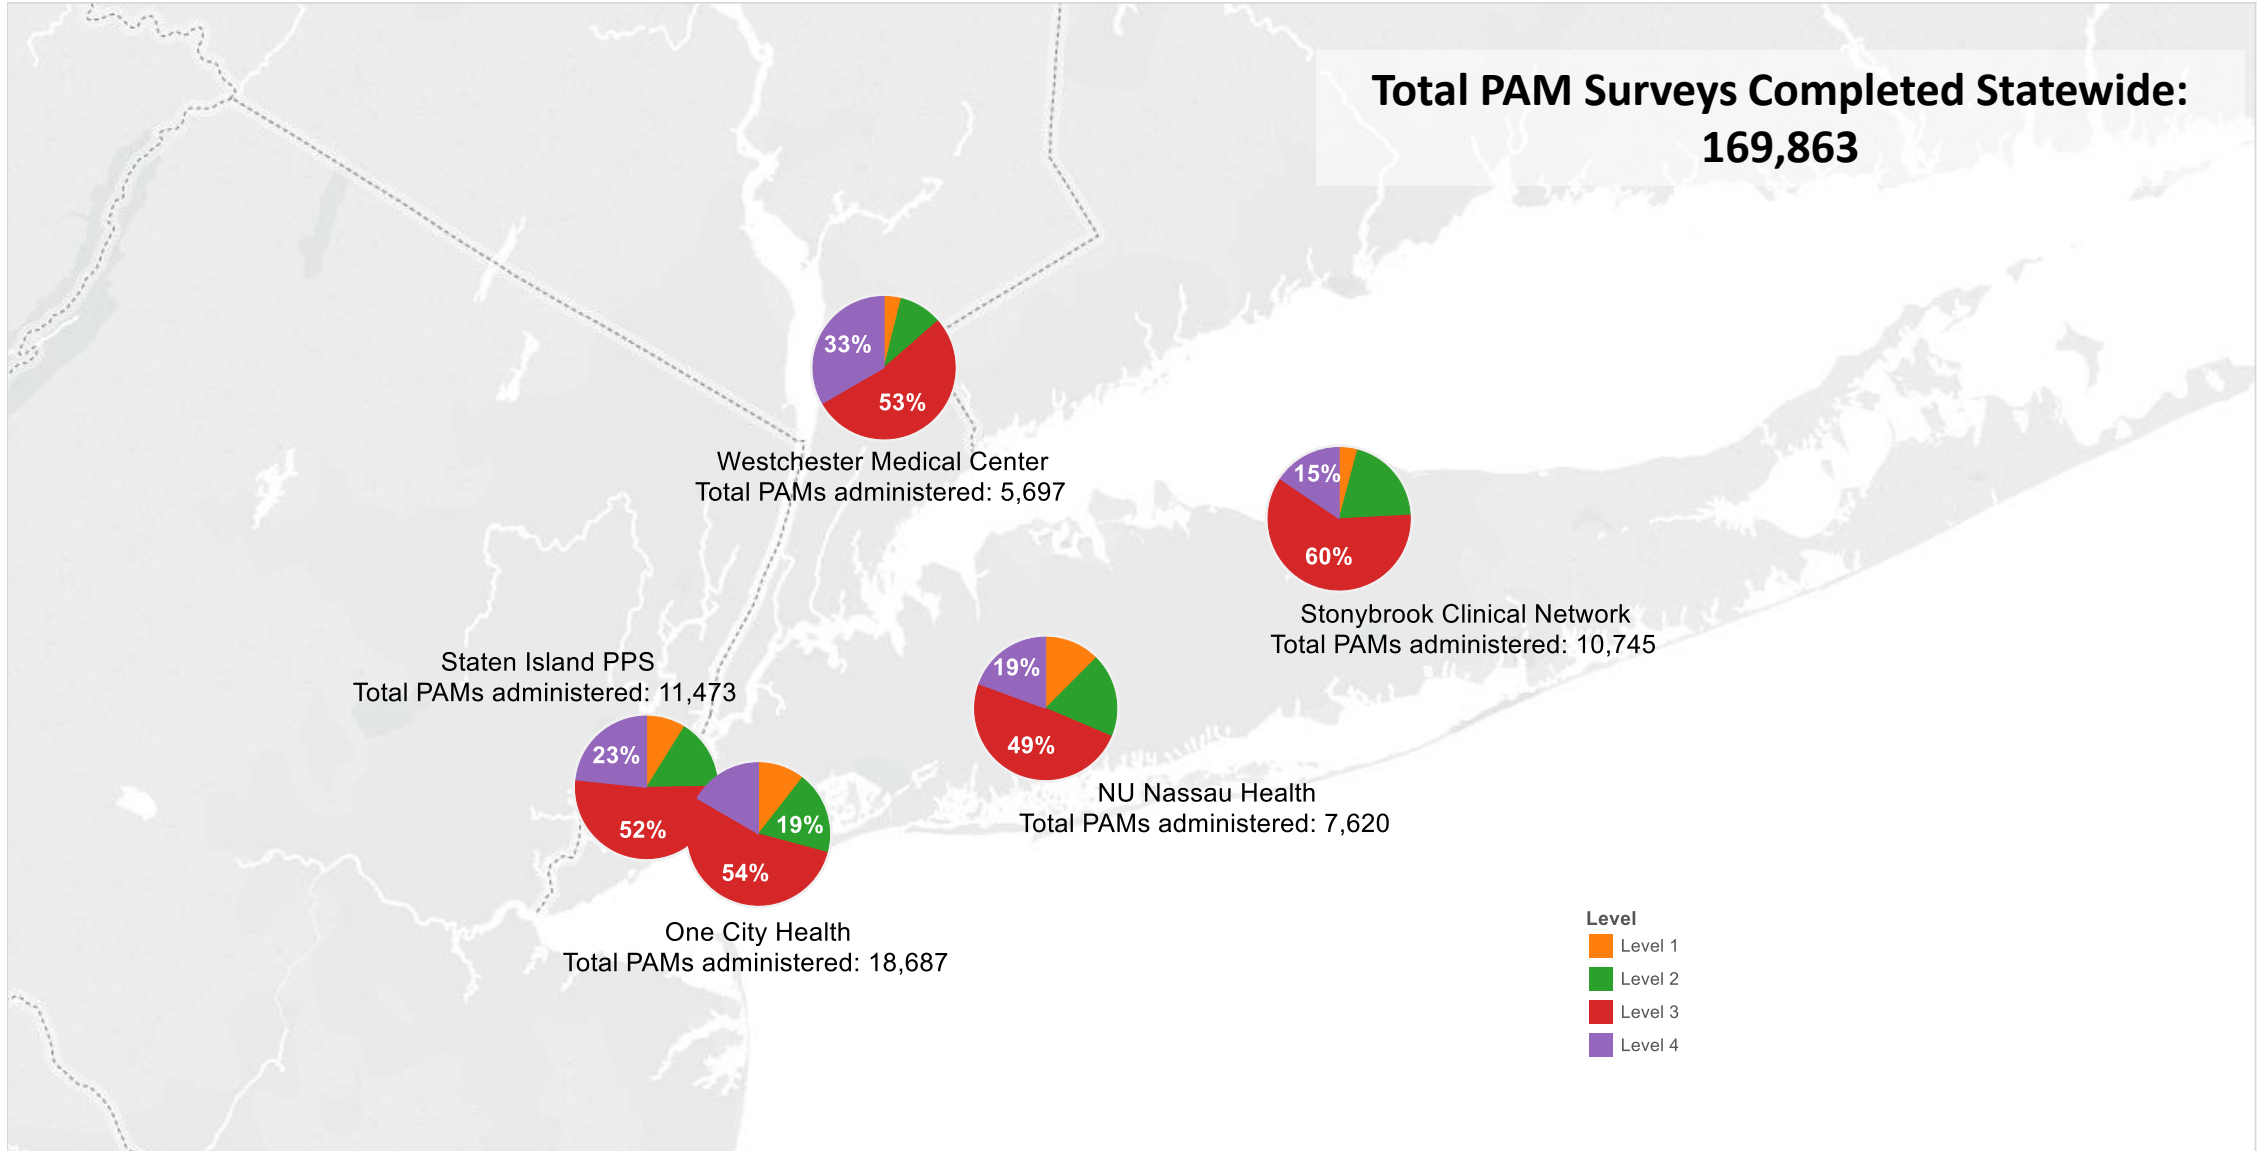 Total PAM Surveys Completed Statewide:
169,863
33%
53%
Westchester Medical Center
Total PAMs administered: 5,697
15%
60%
Stonybrook Clinical Network
Total PAMs administered: 10,745
Staten Island PPS
Total PAMs administered: 11,473
23%
52%
19%
49%
NU Nassau Health
Total PAMs administered: 7,620
19%
54%
One City Health
Total PAMs administered: 18,687
Level
Level 1
Level 2
Level 3
Level 4